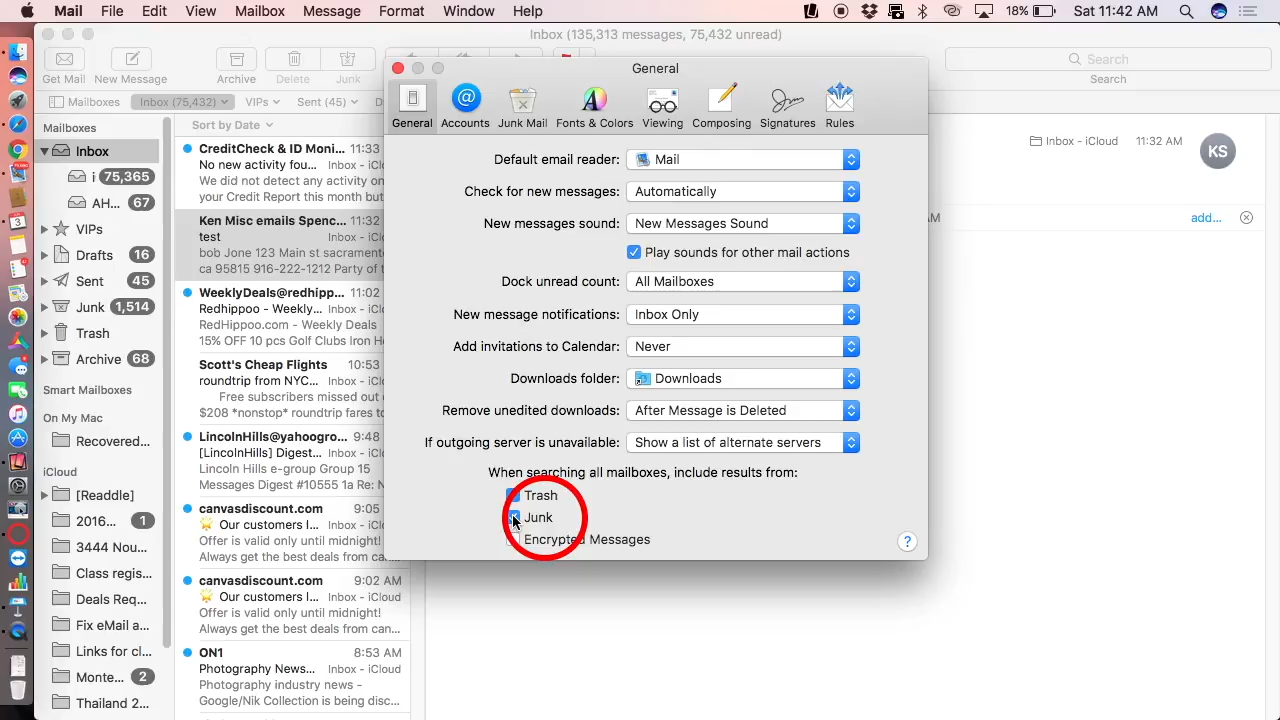 Mail File Edit View Mailbox Message Format Window Help 18% Sat 11:42 AM
Inbox (135,313 messages, 75,432 unread)
Get Mail New Message Archive Delete Junk Search
Search
Mailboxes Inbox (75,432) VIPs Sent (45)
General
General Accounts Junk Mail Fonts & Colors Viewing Composing Signatures Rules
Mailboxes
Inbox
i 75,365
AH... 67
VIPs
Drafts 16
Sent 45
Junk 1,514
Trash
Archive 68
Smart Mailboxes
On My Mac
Recovered...
iCloud
[Readdle]
2016... 1
3444 Nou...
Class regis...
Deals Req...
Fix eMail a...
Links for cl...
Monte... 2
Thailand 2...
Sort by Date
CreditCheck & ID Moni... 11:33
No new activity fou... Inbox - iCloud
We did not detect any activity on
your Credit Report this month but
Ken Misc emails Spenc... 11:32
test Inbox - iCloud
bob Jone 123 Main st sacramento
ca 95815 916-222-1212 Party of
WeeklyDeals@redhipp... 11:02
Redhippo - Weekly... Inbox - iCl
RedHippo.com - Weekly Deals
15% OFF 10 pcs Golf Clubs Iron
Scott's Cheap Flights 10:53
roundtrip from NYC... Inbox - iCloud
Free subscribers missed out
$208 *nonstop* roundtrip fares to
LincolnHills@yahoogro... 9:48
[LincolnHills] Digest... Inbox - iCloud
Lincoln Hills e-group Group 15
Messages Digest #10555 1a Re:
canvasdiscount.com 9:05
Our customers l... Inbox - iCloud
Offer is valid only until midnight!
Always get the best deals from can
canvasdiscount.com 9:02 AM
Our customers l... Inbox - iCloud
Offer is valid only until midnight!
Always get the best deals from can...
ON1 8:53 AM
Photography News... Inbox - iCloud
Photography industry news -
Google/Nik Collection is being disc...
Default email reader: Mail
Check for new messages: Automatically
New messages sound: New Messages Sound
Play sounds for other mail actions
Dock unread count: All Mailboxes
New message notifications: Inbox Only
Add invitations to Calendar: Never
Downloads folder: Downloads
Remove unedited downloads: After Message is Deleted
If outgoing server is unavailable: Show a list of alternate servers
When searching all mailboxes, include results from:
Trash
Junk
Encrypted Messages
?
Inbox - iCloud 11:32 AM KS
AM add...
3